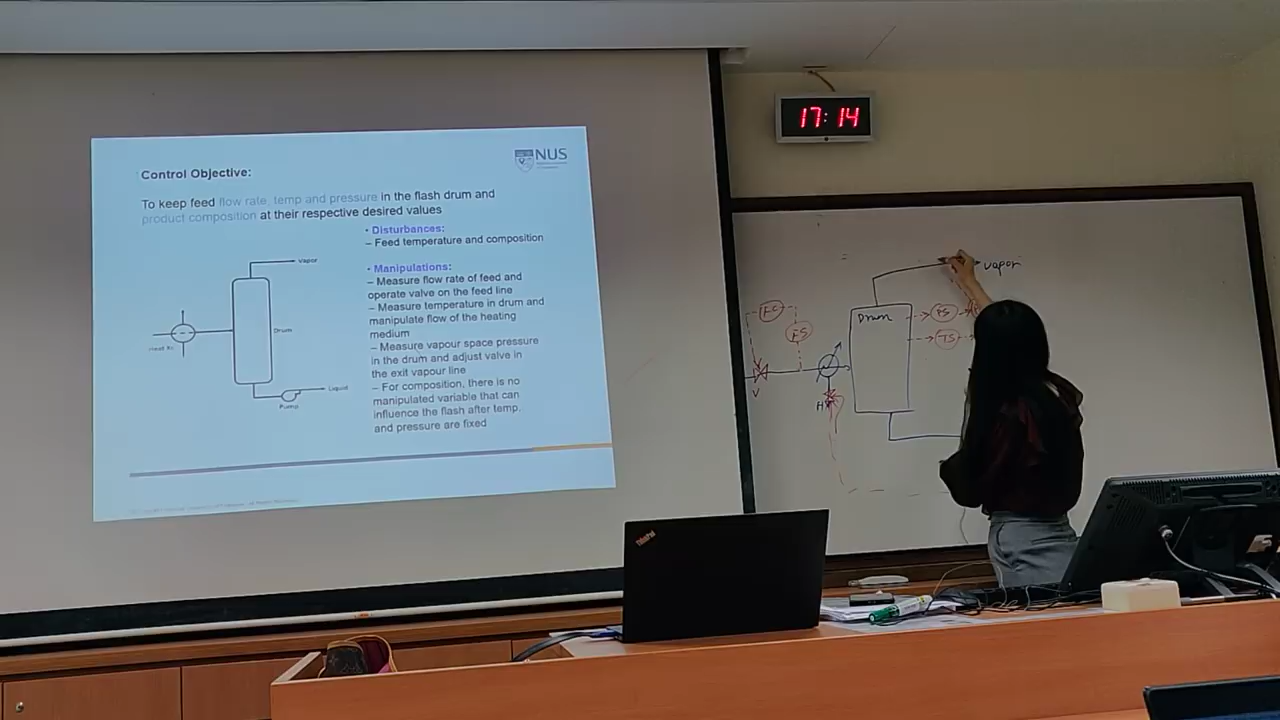 17:14
NUS
Control Objective:
To keep feed flow rate, temp and pressure in the flash drum and
product composition at their respective desired values
• Disturbances:
– Feed temperature and composition
• Manipulations:
– Measure flow rate of feed and
operate valve on the feed line
– Measure temperature in drum and
manipulate flow of the heating
medium
– Measure vapour space pressure
in the drum and adjust valve in
the exit vapour line
– For composition, there is no
manipulated variable that can
influence the flash after temp.
and pressure are fixed
Vapor
Drum
Liquid
Pump
vapor
Drum
FC
FS
TS
V
ThinkPad